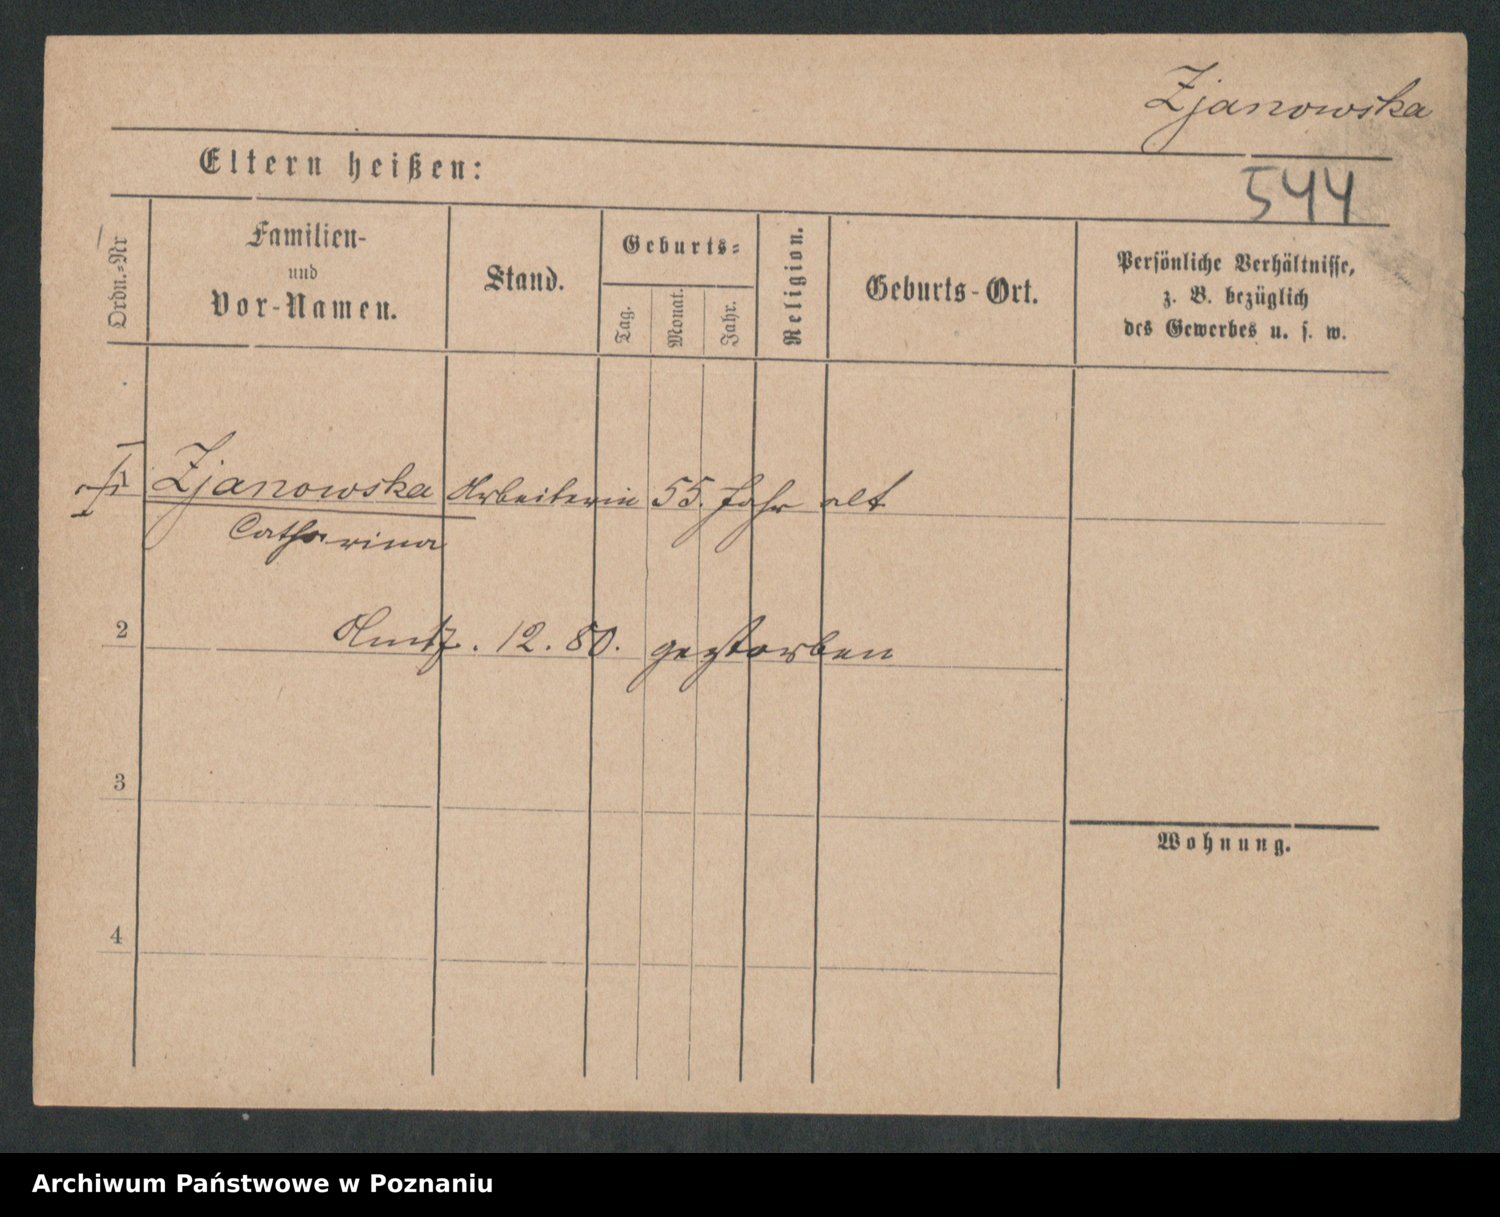 Zjanowska
Eltern heißen:
544
Ordn.=Nr
Familien-
und
Vor-Namen.
Stand.
Geburts=
Tag.
Monat.
Jahr.
Religion.
Geburts-Ort.
Persönliche Verhältnisse,
z. B. bezüglich
des Gewerbes u. s. w.
1 Zjanowska Arbeiterin 55. Jahr alt
Catharina
2 12. 80. gestorben
3
Wohnung.
4
Archiwum Państwowe w Poznaniu